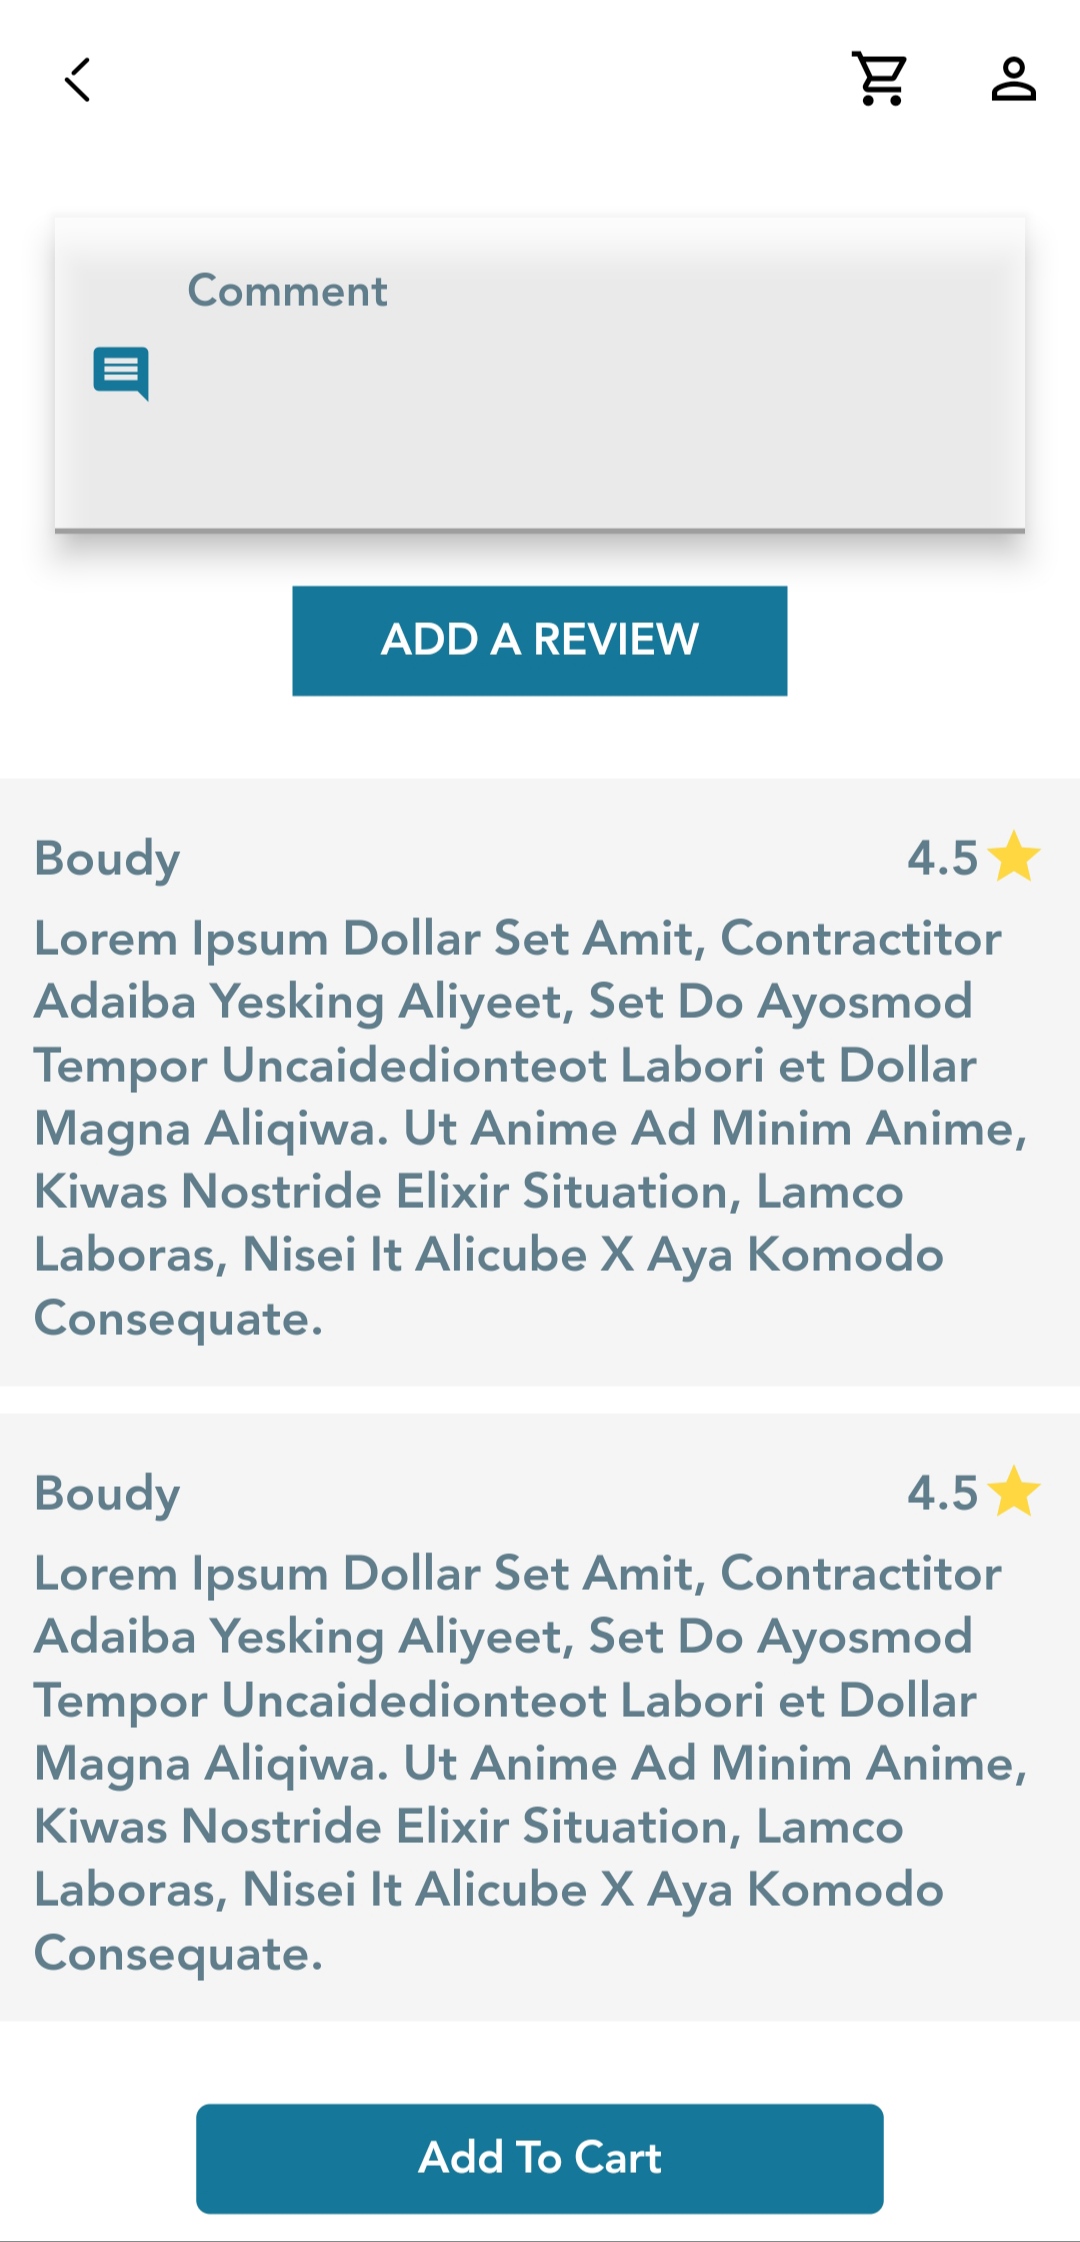 Comment
ADD A REVIEW
Boudy 4.5
Lorem Ipsum Dollar Set Amit, Contractitor
Adaiba Yesking Aliyeet, Set Do Ayosmod
Tempor Uncaidedionteot Labori et Dollar
Magna Aliqiwa. Ut Anime Ad Minim Anime,
Kiwas Nostride Elixir Situation, Lamco
Laboras, Nisei It Alicube X Aya Komodo
Consequate.
Boudy 4.5
Lorem Ipsum Dollar Set Amit, Contractitor
Adaiba Yesking Aliyeet, Set Do Ayosmod
Tempor Uncaidedionteot Labori et Dollar
Magna Aliqiwa. Ut Anime Ad Minim Anime,
Kiwas Nostride Elixir Situation, Lamco
Laboras, Nisei It Alicube X Aya Komodo
Consequate.
Add To Cart